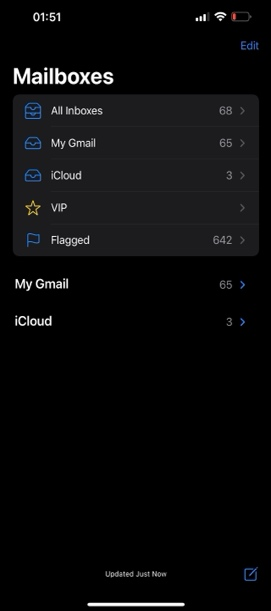 01:51
Edit
Mailboxes
All Inboxes 68
My Gmail 65
iCloud 3
VIP
Flagged 642
My Gmail 65
iCloud 3
Updated Just Now